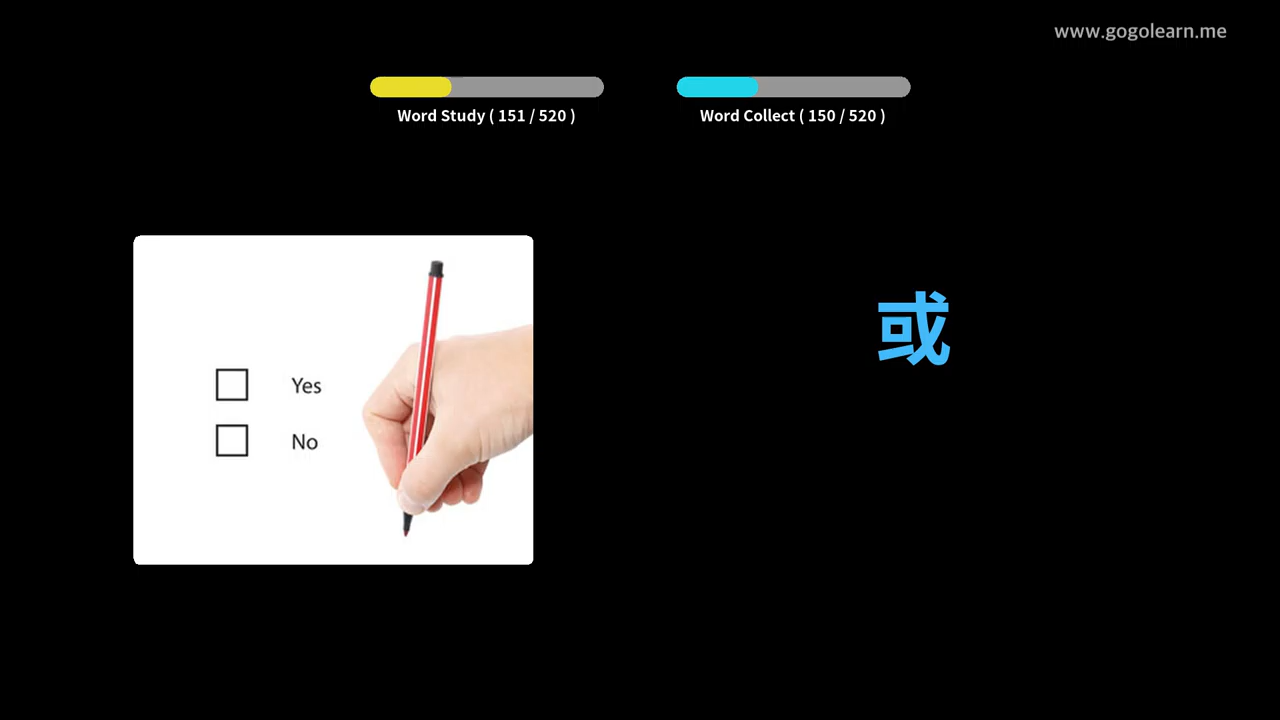 www.gogolearn.me
Word Study ( 151 / 520 )
Word Collect ( 150 / 520 )
或
Yes
No